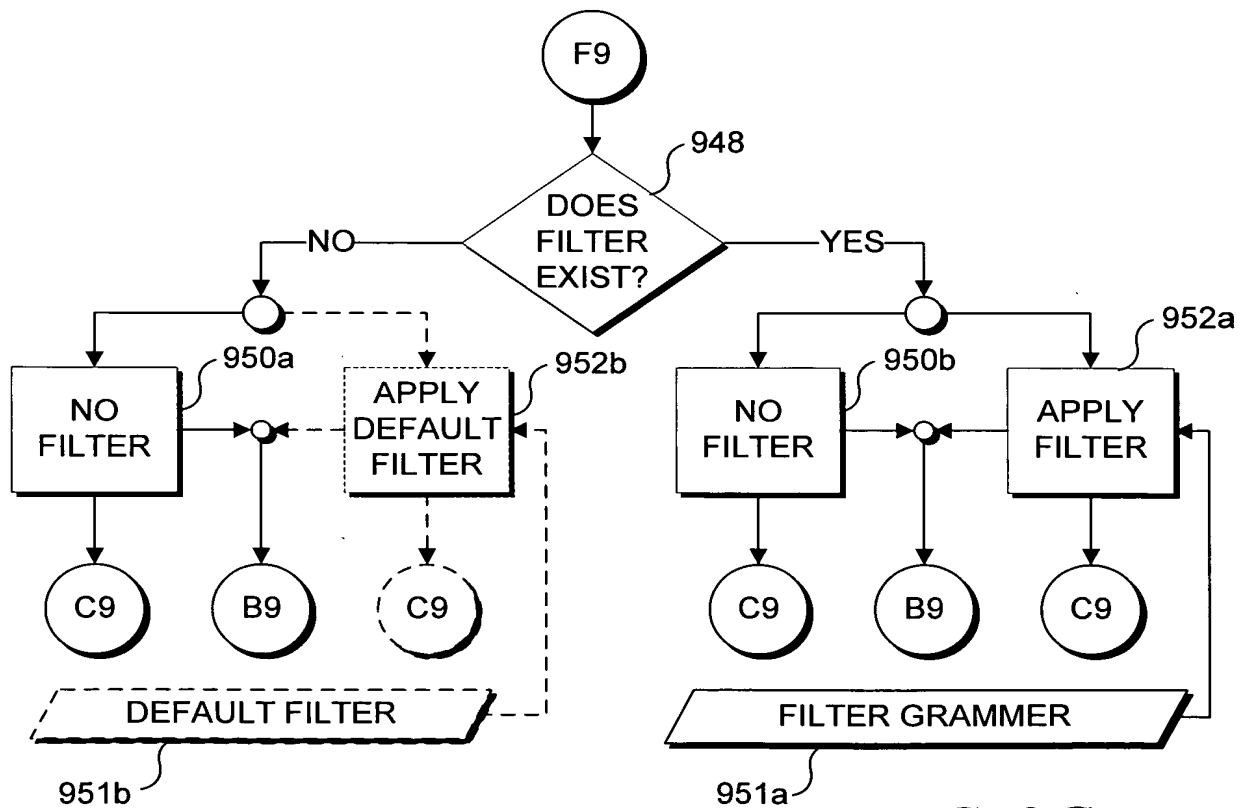 F9
948
DOES
FILTER
EXIST?
NO
YES
950a
952b
950b
952a
NO
FILTER
APPLY
DEFAULT
FILTER
NO
FILTER
APPLY
FILTER
C9
B9
C9
C9
B9
C9
DEFAULT FILTER
FILTER GRAMMER
951b
951a